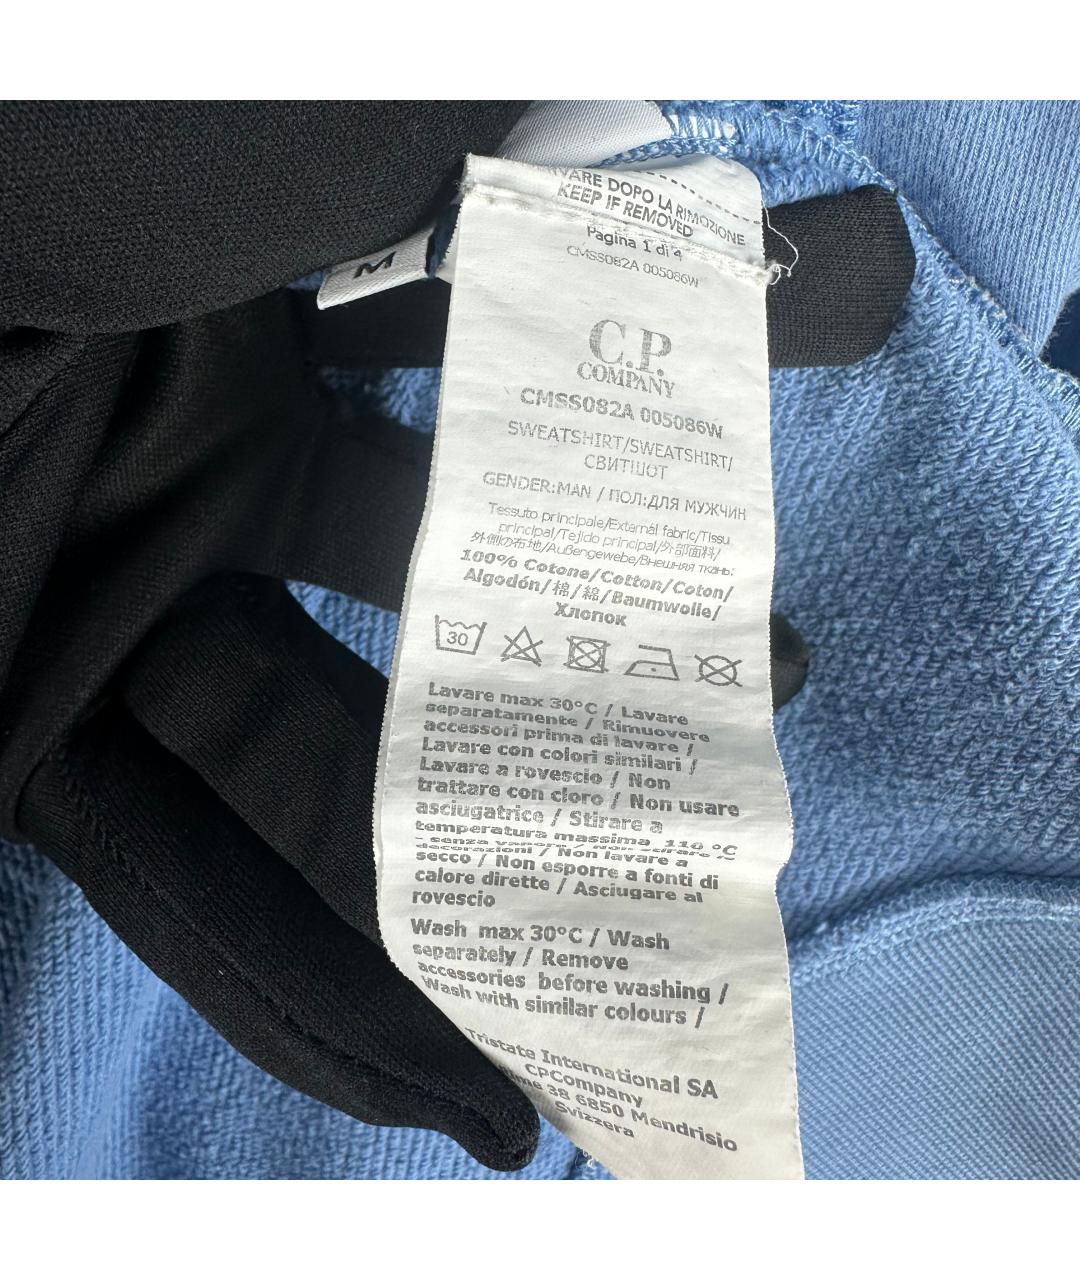 VARE DOPO LA RIMOZIONE
KEEP IF REMOVED
Pagina 1 di 4
CMSS082A 005086W
M
C.P.
COMPANY
CMSS082A 005086W
SWEATSHIRT/SWEATSHIRT/
СВИТШОТ
GENDER:MAN / ПОЛ:ДЛЯ МУЖЧИН
Tessuto principale/External fabric/Tissu
principal/Tejido principal/外部面料/
外側の布地/Außengewebe/Внешняя ткань:
100% Cotone/Cotton/Coton/
Algodón/棉/綿/Baumwolle/
Хлопок
30
Lavare max 30°C / Lavare
separatamente / Rimuovere
accessori prima di lavare /
Lavare con colori similari /
Lavare a rovescio / Non
trattare con cloro / Non usare
asciugatrice / Stirare a
temperatura massima 110 °C
decorazioni / Non lavare a
secco / Non esporre a fonti di
calore dirette / Asciugare al
rovescio
Wash max 30°C / Wash
separately / Remove
accessories before washing /
Wash with similar colours /
Tristate International SA
CPCompany
38 6850 Mendrisio
Svizzera